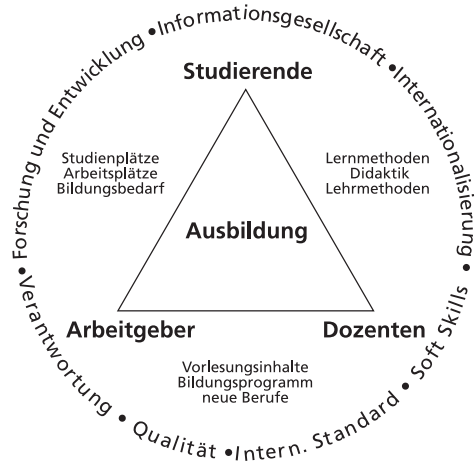 • Forschung und Entwicklung • Informationsgesellschaft • Internationalisierung •
Studierende
Studienplätze
Arbeitsplätze
Bildungsbedarf
Lernmethoden
Didaktik
Lehrmethoden
Ausbildung
Arbeitgeber
Dozenten
Vorlesungsinhalte
Bildungsprogramm
neue Berufe
Verantwortung • Qualität • Intern. Standard • Soft Skills